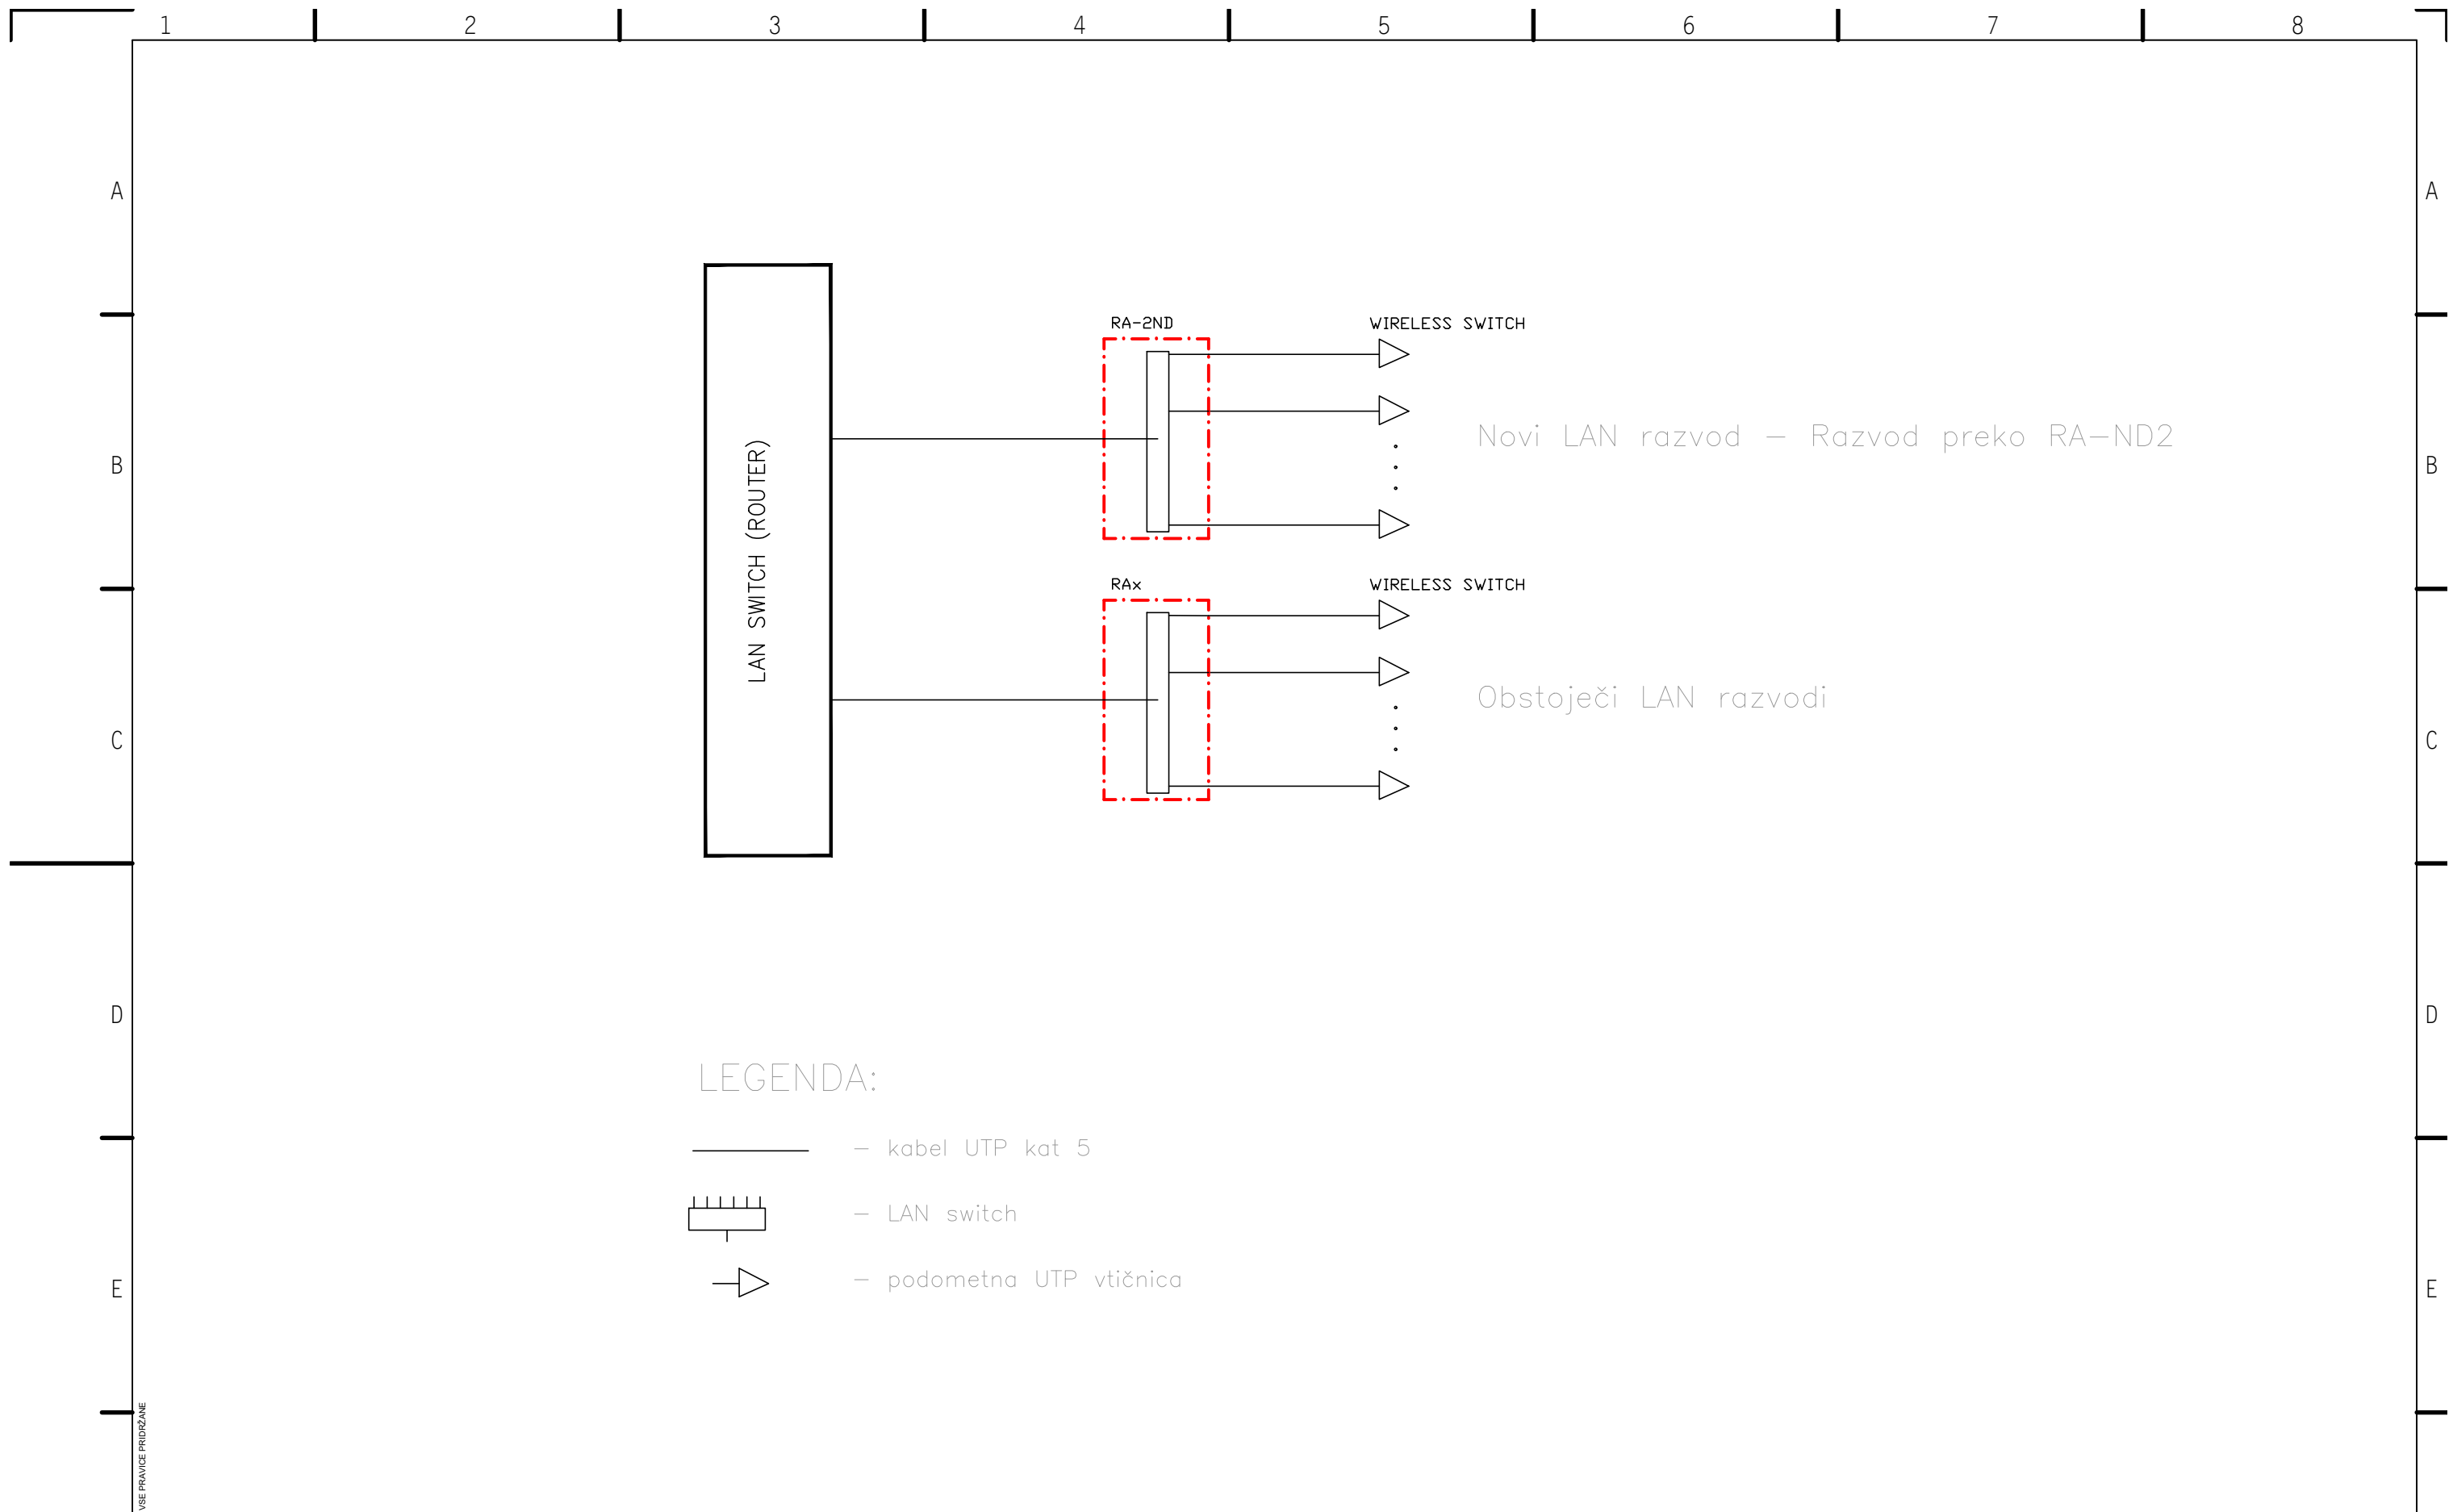 1 2 3 4 5 6 7 8
A A
RA-2ND WIRELESS SWITCH
Novi LAN razvod – Razvod preko RA–ND2
B B
LAN SWITCH (ROUTER)
RAx WIRELESS SWITCH
Obstoječi LAN razvodi
C C
D D
LEGENDA:
– kabel UTP kat 5
– LAN switch
– podometna UTP vtičnica
E E
VSE PRAVICE PRIDRŽANE